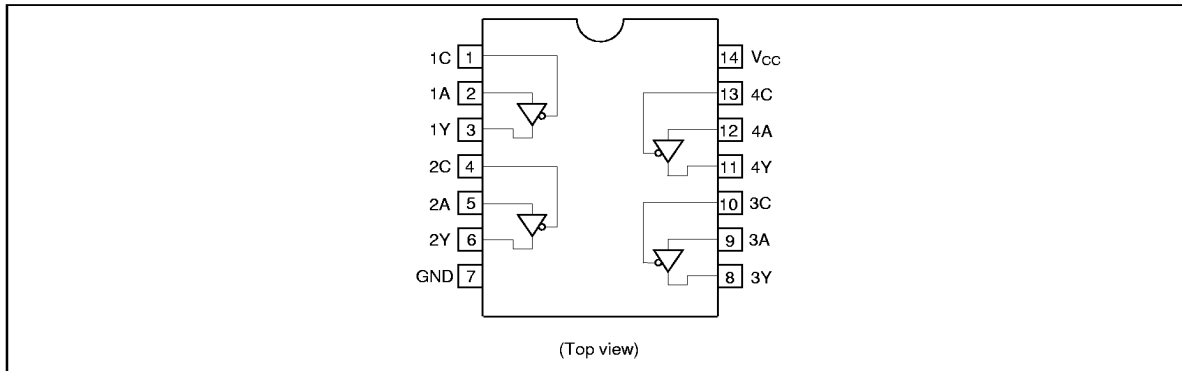 1C 1 14 VCC
1A 2 13 4C
1Y 3 12 4A
2C 4 11 4Y
2A 5 10 3C
2Y 6 9 3A
GND 7 8 3Y
(Top view)